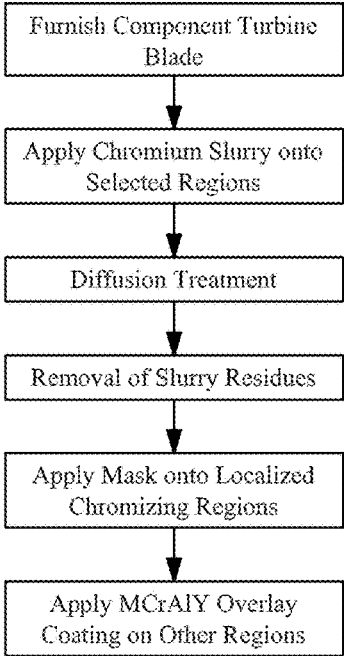 Furnish Component Turbine
Blade
Apply Chromium Slurry onto
Selected Regions
Diffusion Treatment
Removal of Slurry Residues
Apply Mask onto Localized
Chromizing Regions
Apply MCrAlY Overlay
Coating on Other Regions